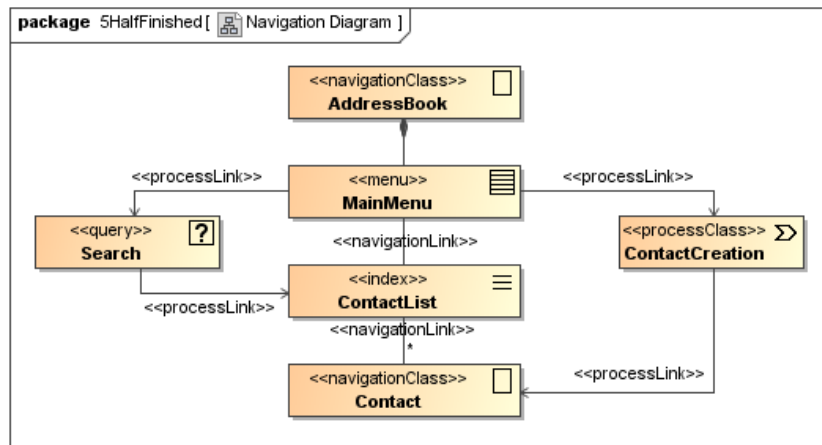 package 5HalfFinished [ Navigation Diagram ]
<<navigationClass>>
AddressBook
<<processLink>>
<<menu>>
MainMenu
<<processLink>>
<<query>>
?
Search
<<navigationLink>>
<<processClass>>
ContactCreation
<<processLink>>
<<index>>
ContactList
<<navigationLink>>
*
<<navigationClass>>
Contact
<<processLink>>